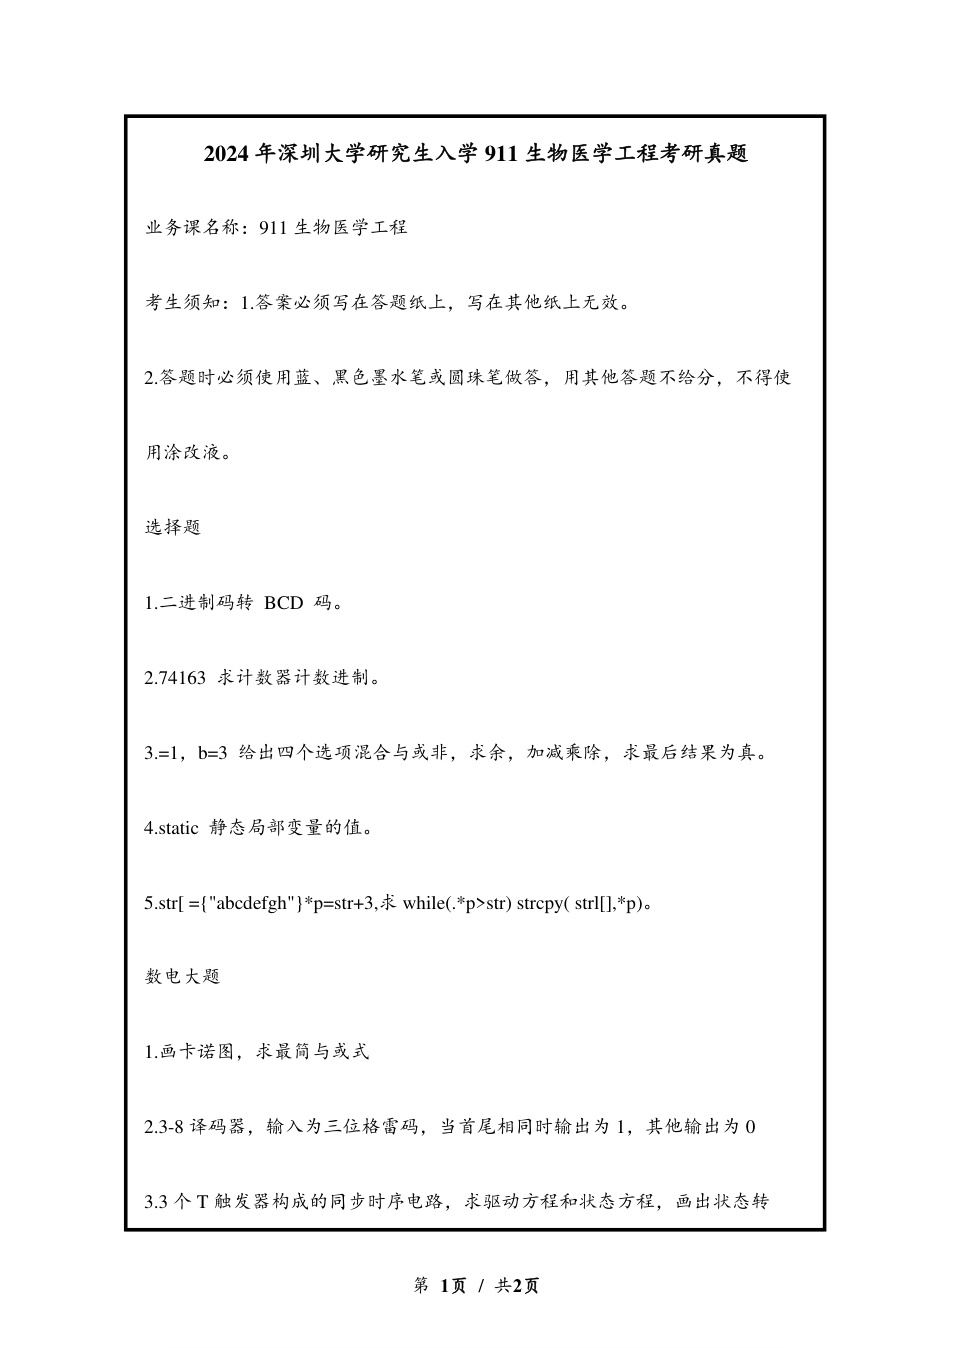 2024 年深圳大学研究生入学 911 生物医学工程考研真题
业务课名称：911 生物医学工程
考生须知：1.答案必须写在答题纸上，写在其他纸上无效。
2.答题时必须使用蓝、黑色墨水笔或圆珠笔做答，用其他答题不给分，不得使
用涂改液。
选择题
1.二进制码转 BCD 码。
2.74163 求计数器计数进制。
3.=1，b=3 给出四个选项混合与或非，求余，加减乘除，求最后结果为真。
4.static 静态局部变量的值。
5.str[ ={"abcdefgh"}*p=str+3,求 while(.*p>str) strcpy( strl[],*p)。
数电大题
1.画卡诺图，求最简与或式
2.3-8 译码器，输入为三位格雷码，当首尾相同时输出为 1，其他输出为 0
3.3 个 T 触发器构成的同步时序电路，求驱动方程和状态方程，画出状态转
第 1页 / 共2页